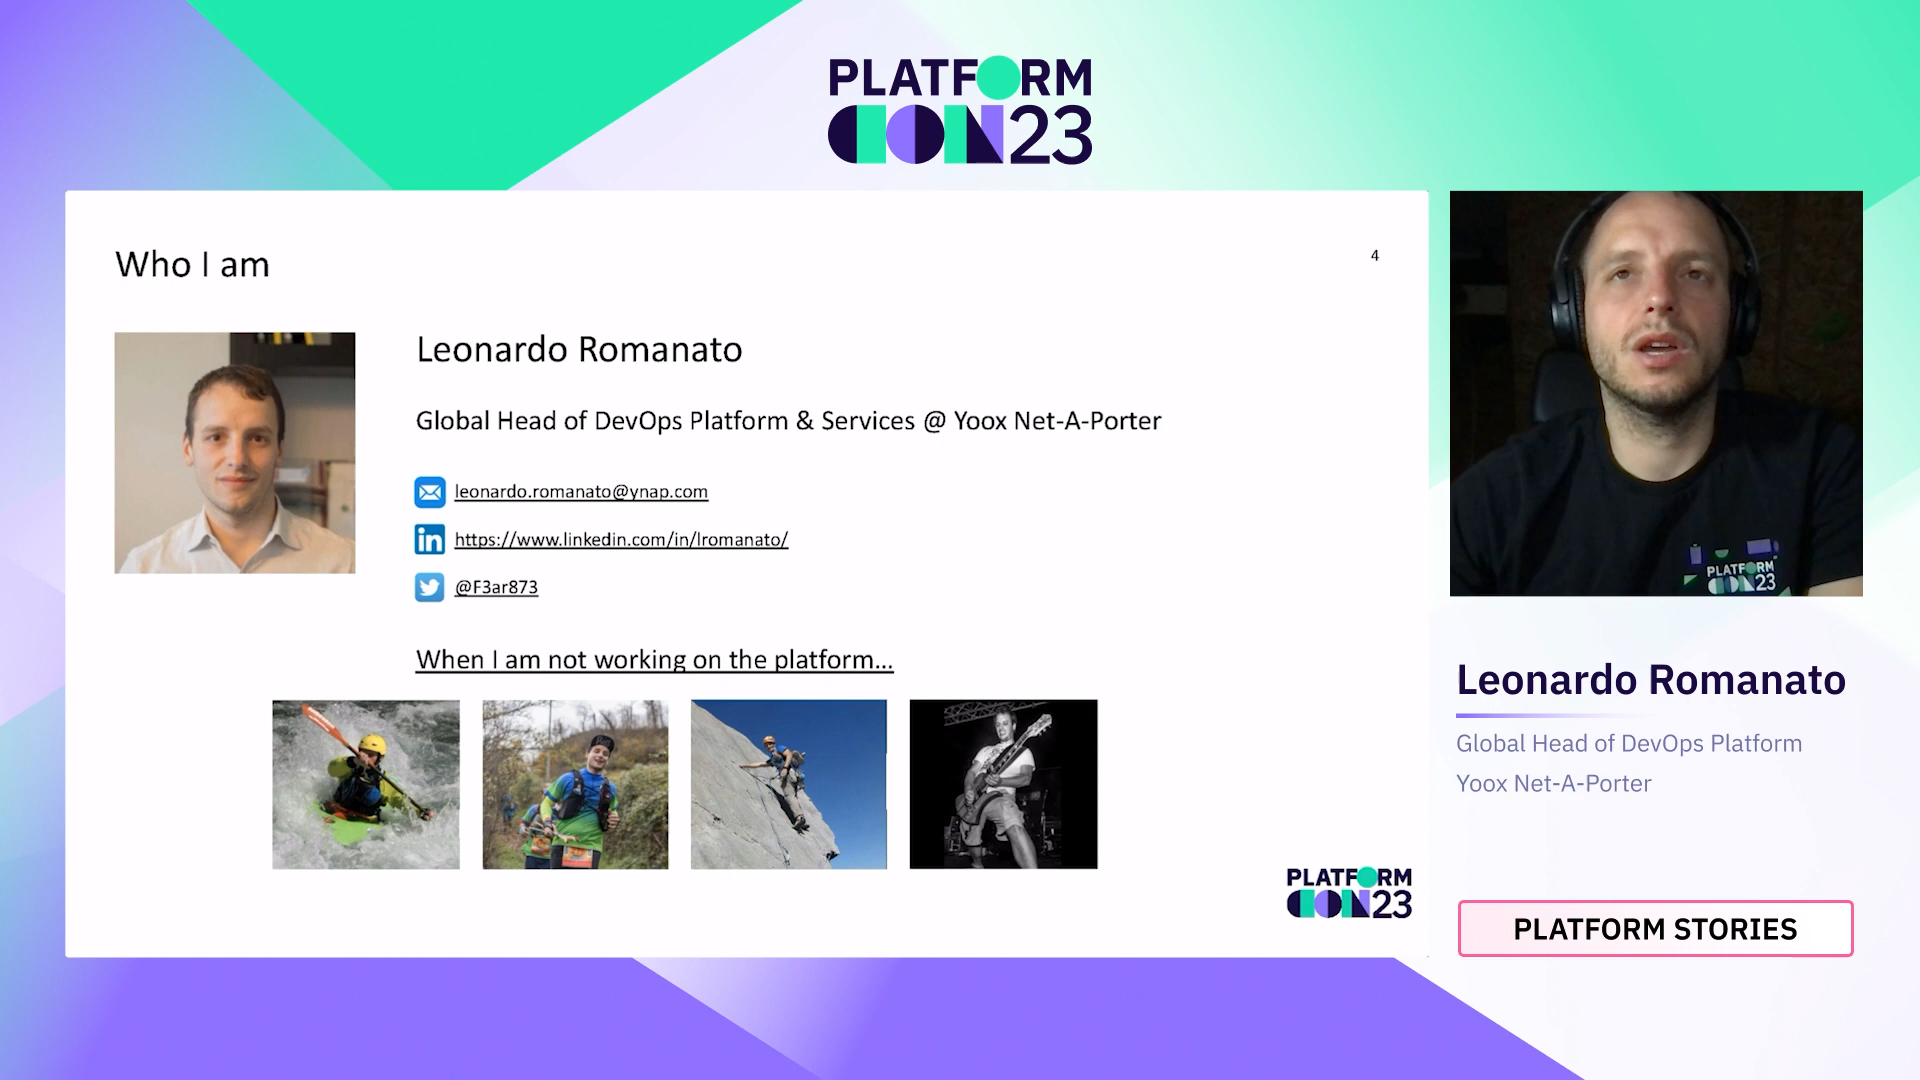 PLATFORM
CON23
Who I am
4
Leonardo Romanato
Global Head of DevOps Platform & Services @ Yoox Net-A-Porter
leonardo.romanato@ynap.com
https://www.linkedin.com/in/lromanato/
@F3ar873
When I am not working on the platform...
PLATFORM
CON23
PLATFORM
CON23
Leonardo Romanato
Global Head of DevOps Platform
Yoox Net-A-Porter
PLATFORM STORIES